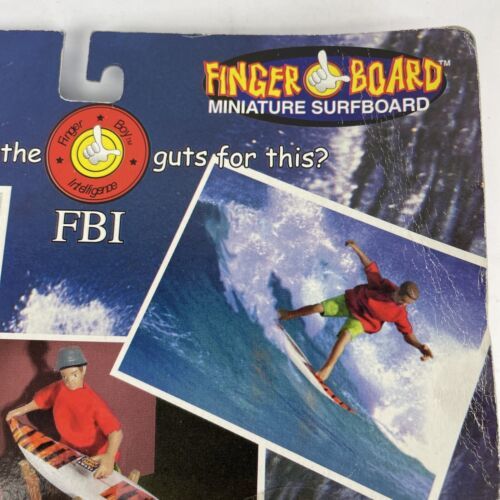 FINGER BOARD™
MINIATURE SURFBOARD
the guts for this?
Finger Boy™
Intelligence
FBI